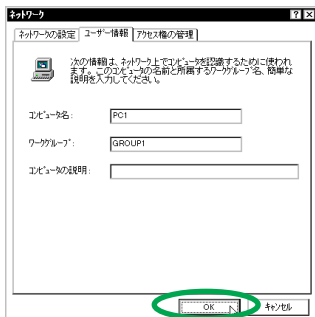 ネットワーク
ネットワークの設定 ユーザー情報 アクセス権の管理
次の情報は、ネットワーク上でコンピュータを認識するために使われ
ます。このコンピュータの名前と所属するワークグループ名、簡単な
説明を入力してください。
コンピュータ名: PC1
ワークグループ: GROUP1
コンピュータの説明:
OK キャンセル